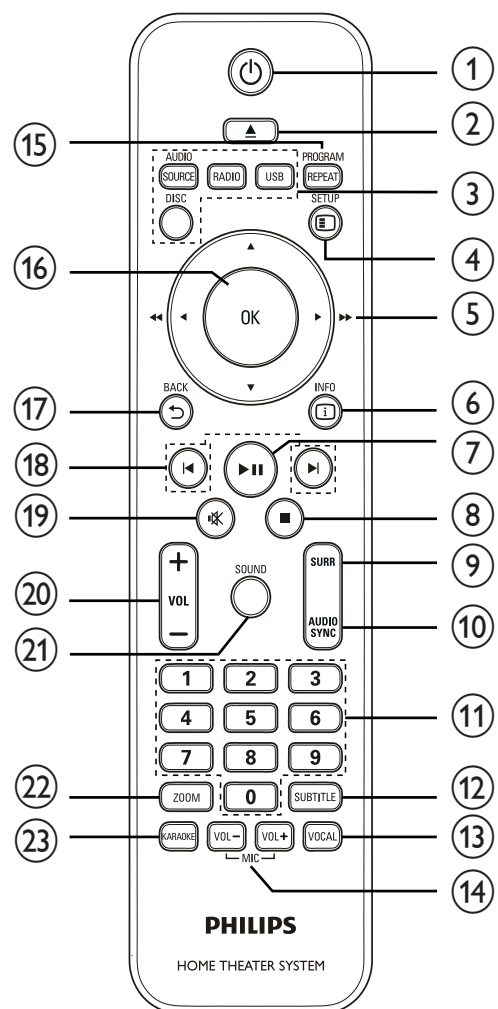 1
2
15
AUDIO
PROGRAM
SOURCE
RADIO
USB
REPEAT
3
DISC
SETUP
4
16
OK
5
BACK
INFO
17
i
6
7
18
19
8
+
SURR
9
20
VOL
SOUND
–
AUDIO
SYNC
10
21
1 2 3
4 5 6
11
7 8 9
22
ZOOM
0
SUBTITLE
12
23
KARAOKE
VOL–
VOL+
VOCAL
13
MIC
14
PHILIPS
HOME THEATER SYSTEM